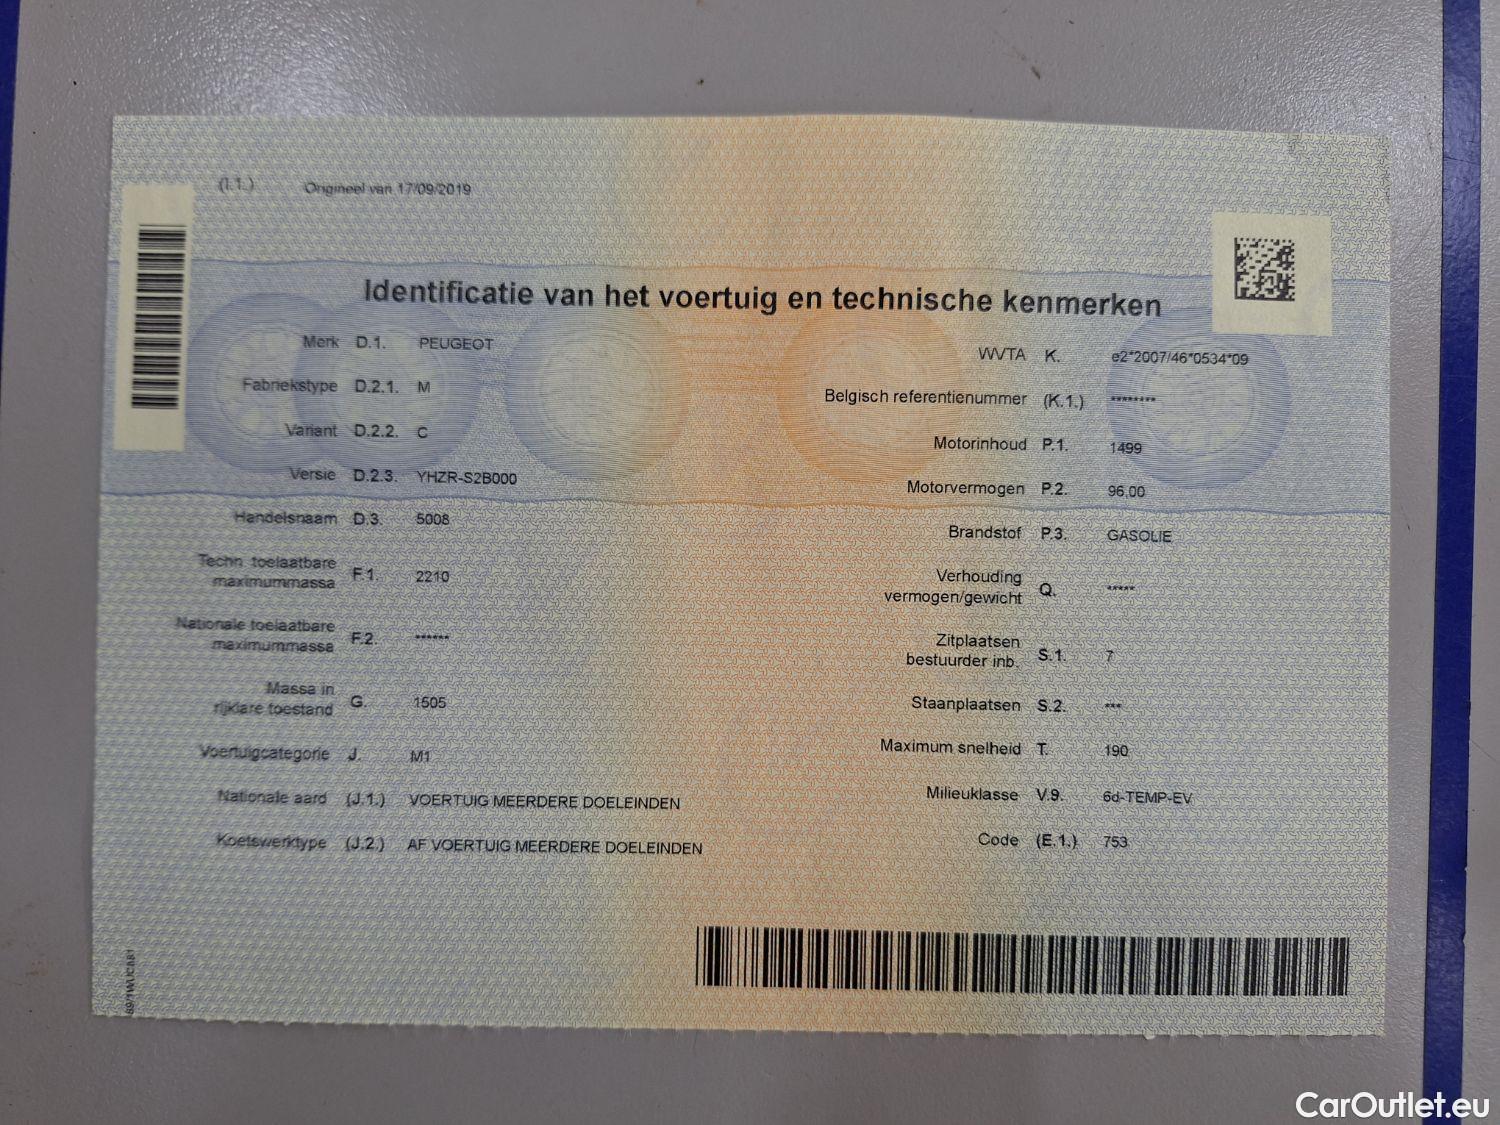 (I.1.) Origineel van 17/09/2019
Identificatie van het voertuig en technische kenmerken
Merk D.1. PEUGEOT
Fabriekstype D.2.1. M
Variant D.2.2. C
Versie D.2.3. YHZR-S2B000
Handelsnaam D.3. 5008
Techn. toelaatbare
maximummassa F.1. 2210
Nationale toelaatbare
maximummassa F.2. ******
Massa in
rijklare toestand G. 1505
Voertuigcategorie J. M1
Nationale aard (J.1.) VOERTUIG MEERDERE DOELEINDEN
Koetswerktype (J.2.) AF VOERTUIG MEERDERE DOELEINDEN
WVTA K. e2*2007/46*0534*09
Belgisch referentienummer (K.1.) ********
Motorinhoud P.1. 1499
Motorvermogen P.2. 96.00
Brandstof P.3. GASOLIE
Verhouding
vermogen/gewicht Q. *****
Zitplaatsen
bestuurder inb. S.1. 7
Staanplaatsen S.2. ***
Maximum snelheid T. 190
Milieuklasse V.9. 6d-TEMP-EV
Code (E.1.) 753
CarOutlet.eu